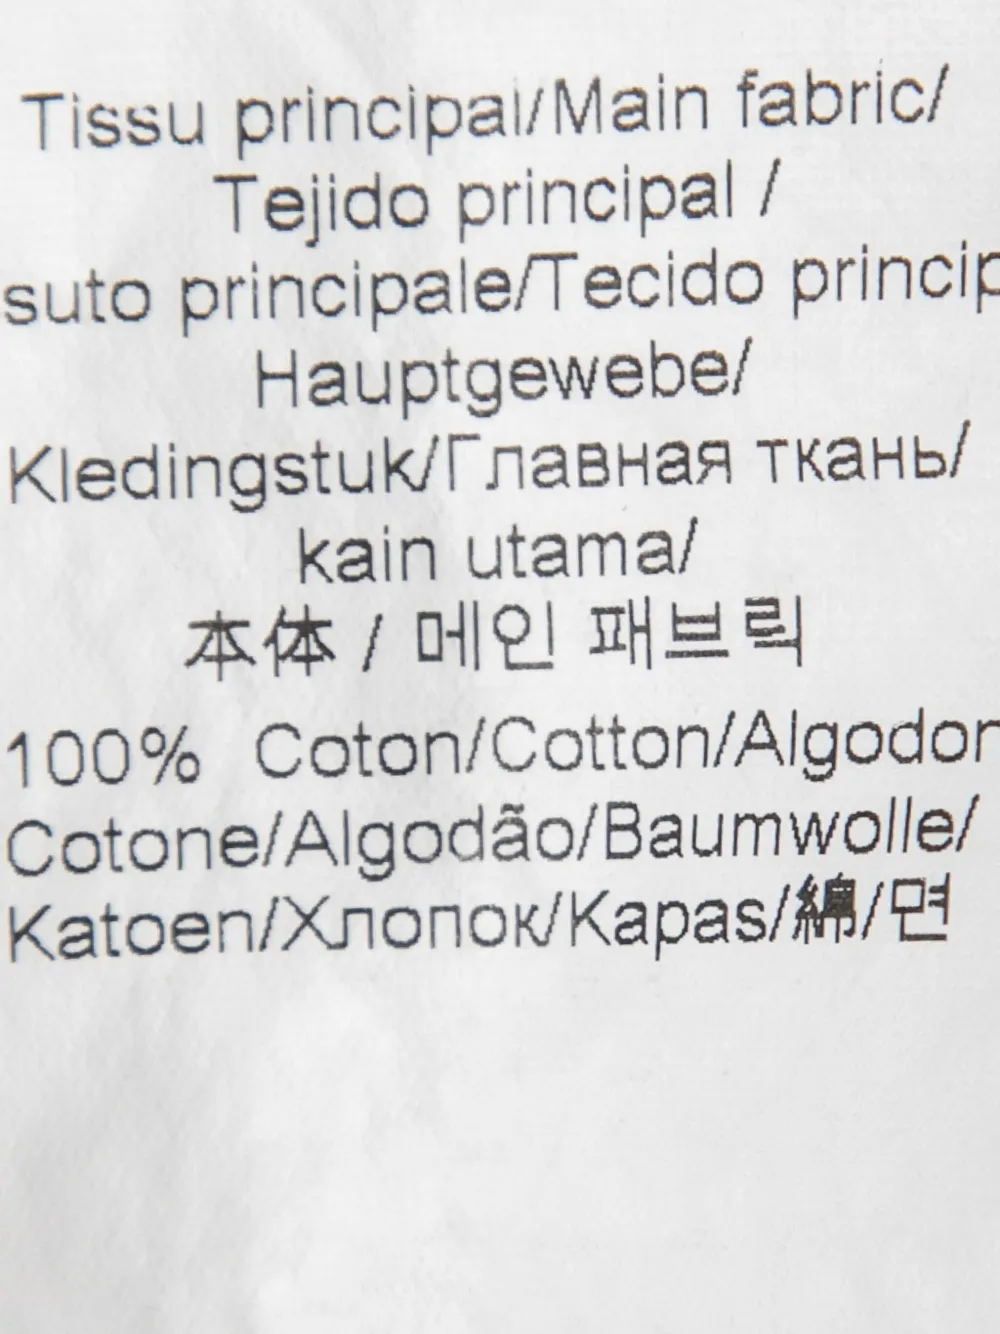 Tissu principal/Main fabric/
Tejido principal /
suto principale/Tecido princip
Hauptgewebe/
Kledingstuk/Главная ткань/
kain utama/
本体 / 메인 패브릭
100% Coton/Cotton/Algodon
Cotone/Algodão/Baumwolle/
Katoen/Хлопок/Kapas/綿/면